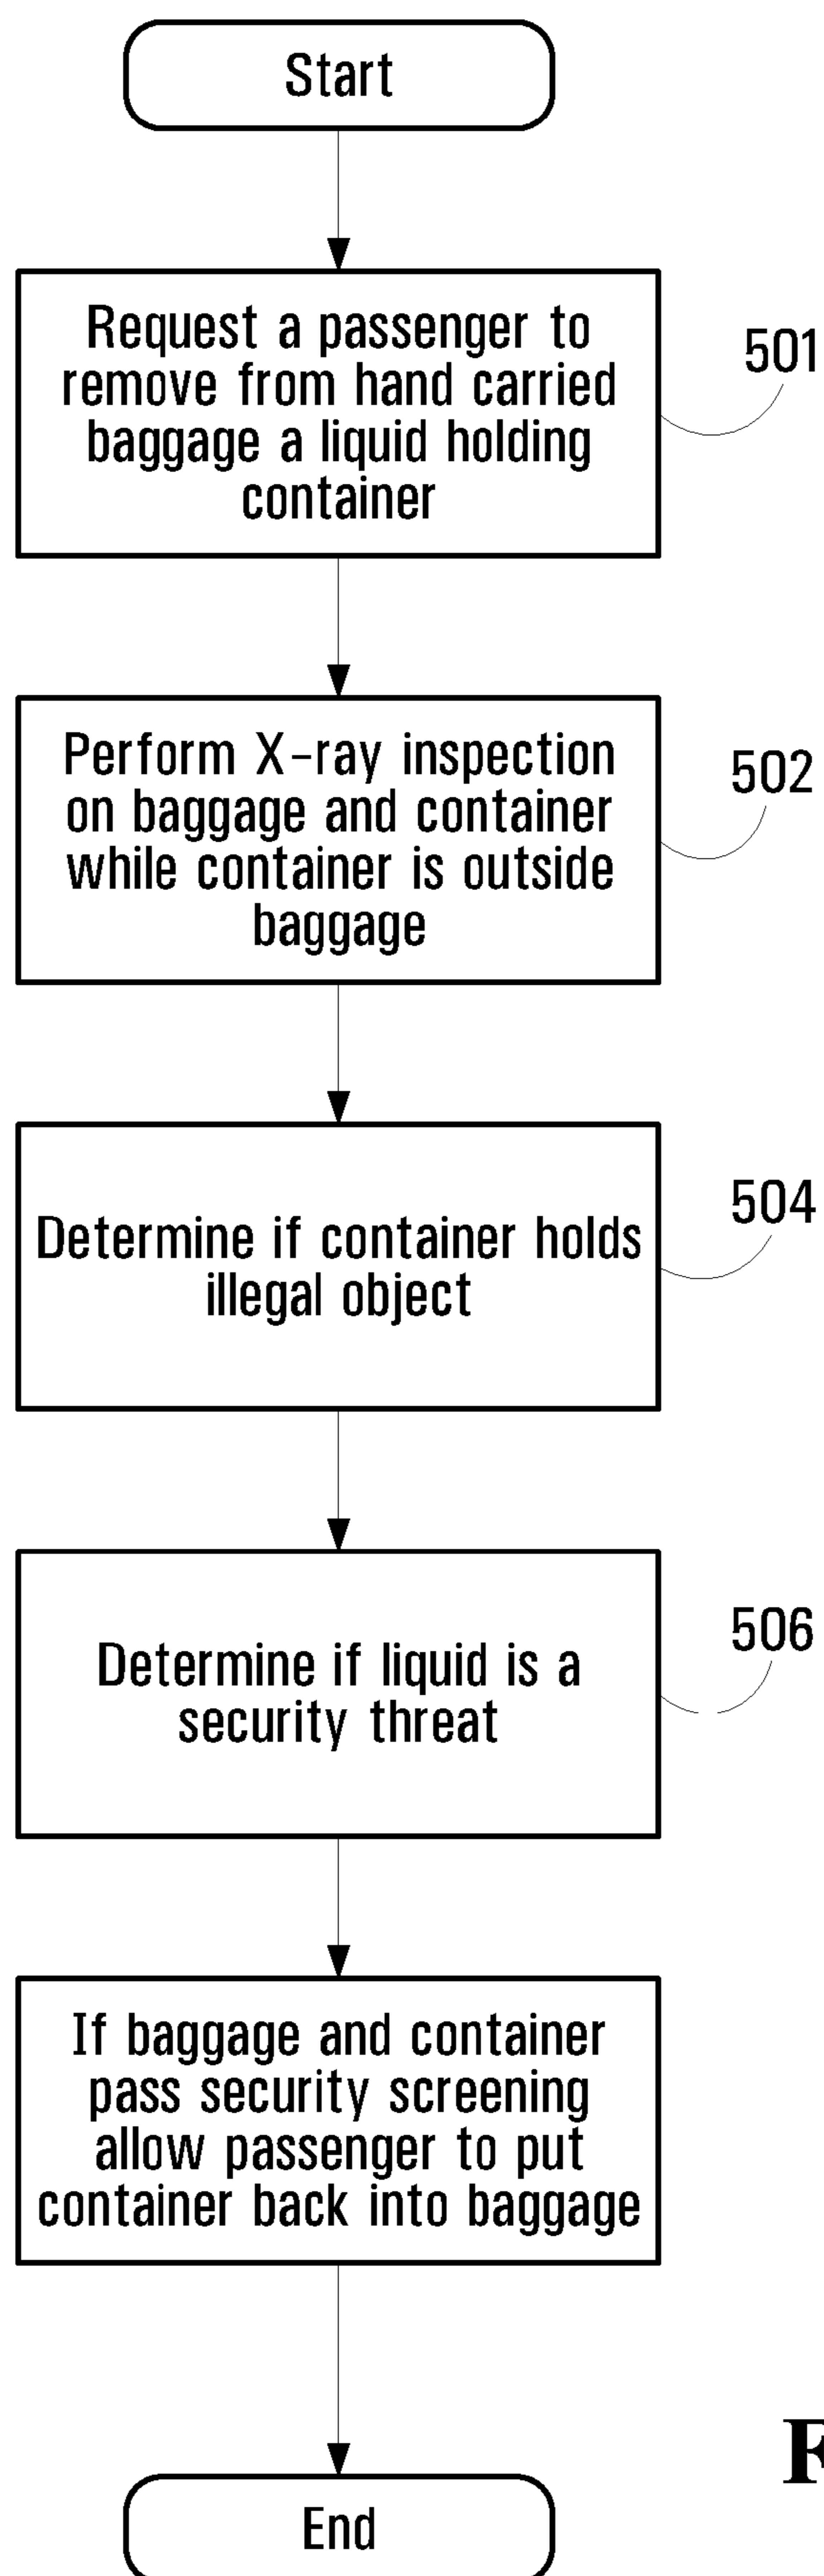 Start
Request a passenger to
remove from hand carried
baggage a liquid holding
container
501
Perform X-ray inspection
on baggage and container
while container is outside
baggage
502
Determine if container holds
illegal object
504
Determine if liquid is a
security threat
506
If baggage and container
pass security screening
allow passenger to put
container back into baggage
End